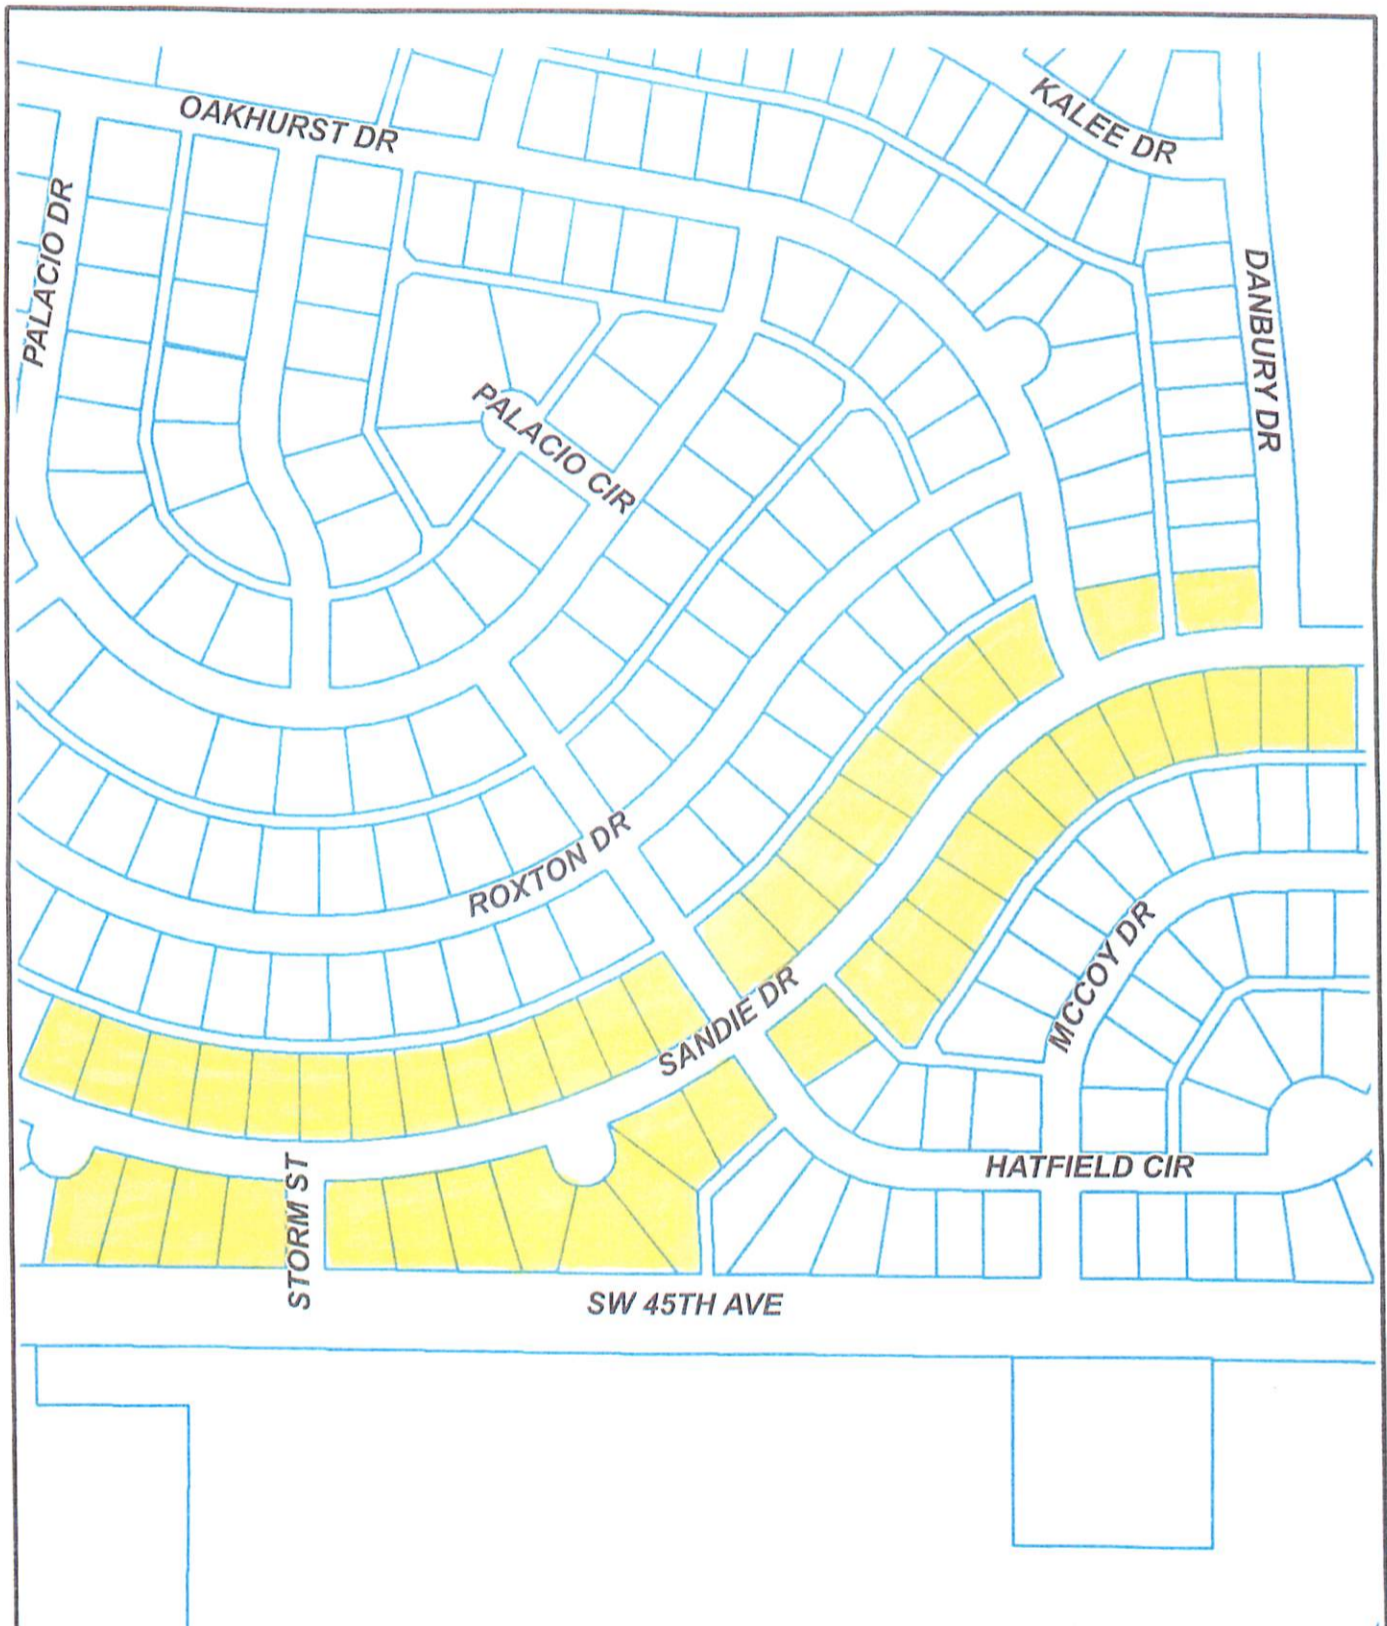 OAKHURST DR
KALEE DR
PALACIO DR
DANBURY DR
PALACIO CIR
ROXTON DR
MCCOY DR
SANDIE DR
STORM ST
HATFIELD CIR
SW 45TH AVE